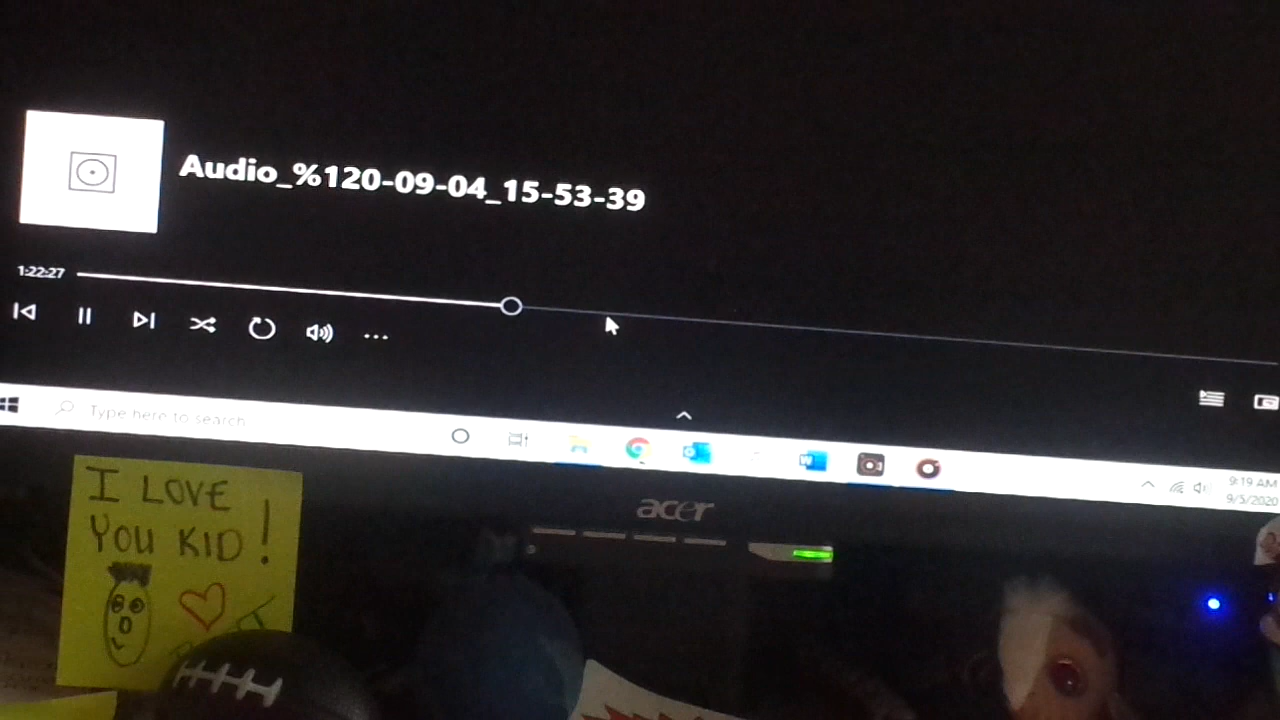 Audio_%120-09-04_15-53-39
1:22:27
Type here to search
9:19 AM
9/5/2020
acer
I LOVE
YOU KID!